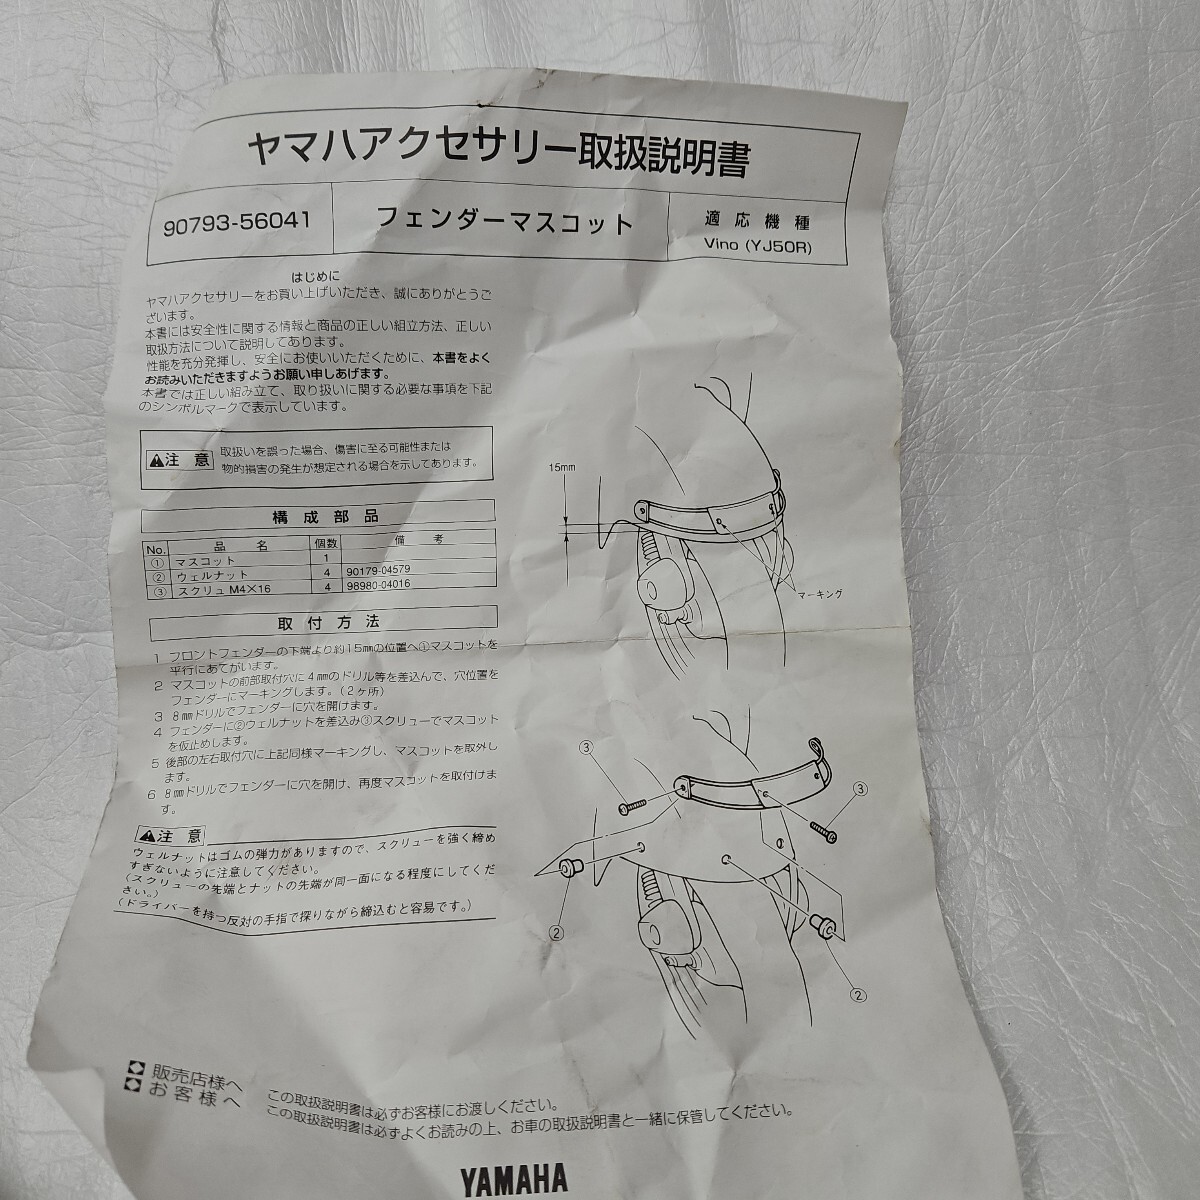 ヤマハアクセサリー取扱説明書
90793-56041
フェンダーマスコット
適応機種
Vino (YJ50R)
はじめに
ヤマハアクセサリーをお買い上げいただき、誠にありがとうご
ざいます。
本書には安全性に関する情報と商品の正しい組立方法、正しい
取扱方法について説明してあります。
性能を充分発揮し、安全にお使いいただくために、本書をよく
お読みいただきますようお願い申しあげます。
本書では正しい組み立て、取り扱いに関する必要な事項を下記
のシンボルマークで表示しています。
注意
取扱いを誤った場合、傷害に至る可能性または
物的損害の発生が想定される場合を示してあります。
構成部品
No. 品名 個数 備考
① マスコット 1
② ウェルナット 4 90179-04579
③ スクリュ M4×16 4 98980-04016
取付方法
1 フロントフェンダーの下端より約15mmの位置へ①マスコットを
平行にあてがいます。
2 マスコットの前部取付穴に4mmのドリル等を差込んで、穴位置を
フェンダーにマーキングします。(2ヶ所)
3 8mmドリルでフェンダーに穴を開けます。
4 フェンダーに②ウェルナットを差込み③スクリューでマスコット
を仮止めします。
5 後部の左右取付穴に上記同様マーキングし、マスコットを取外し
ます。
6 8mmドリルでフェンダーに穴を開け、再度マスコットを取付けま
す。
注意
ウェルナットはゴムの弾力がありますので、スクリューを強く締め
すぎないように注意してください。
(スクリューの先端とナットの先端が同一面になる程度にしてくだ
さい。)
(ドライバーを持つ反対の手指で探りながら締込むと容易です。)
15mm
マーキング
③
③
②
②
販売店様へ この取扱説明書は必ずお客様にお渡しください。
お客様へ この取扱説明書は必ずよくお読みの上、お車の取扱説明書と一緒に保管してください。
YAMAHA